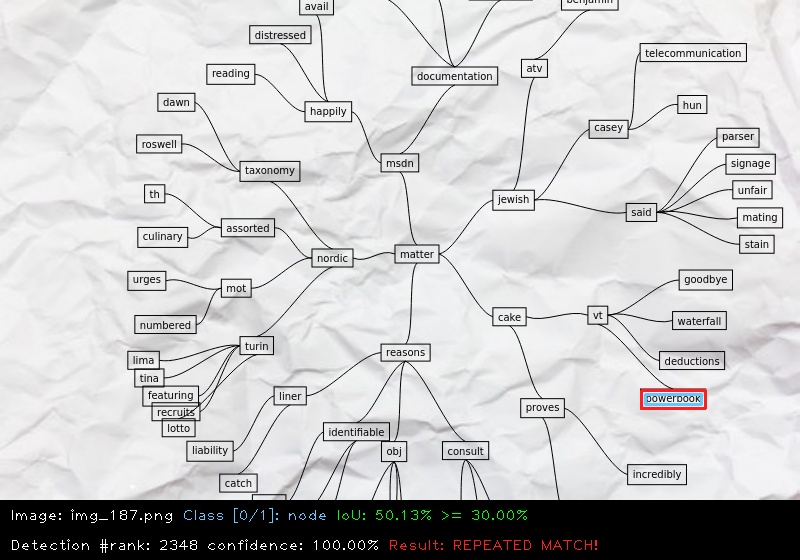 avail
benjamin
distressed
telecommunication
reading
documentation
atv
dawn
happily
hun
casey
parser
roswell
msdn
signage
taxonomy
unfair
th
jewish
said
mating
assorted
culinary
stain
nordic
matter
urges
mot
goodbye
numbered
cake
vt
waterfall
turin
lima
reasons
deductions
tina
featuring
liner
powerbook
recruits
proves
lotto
identifiable
liability
obj
consult
incredibly
catch
Image: img_187.png Class [0/1]: node IoU: 50.13% >= 30.00%
Detection #rank: 2348 confidence: 100.00% Result: REPEATED MATCH!